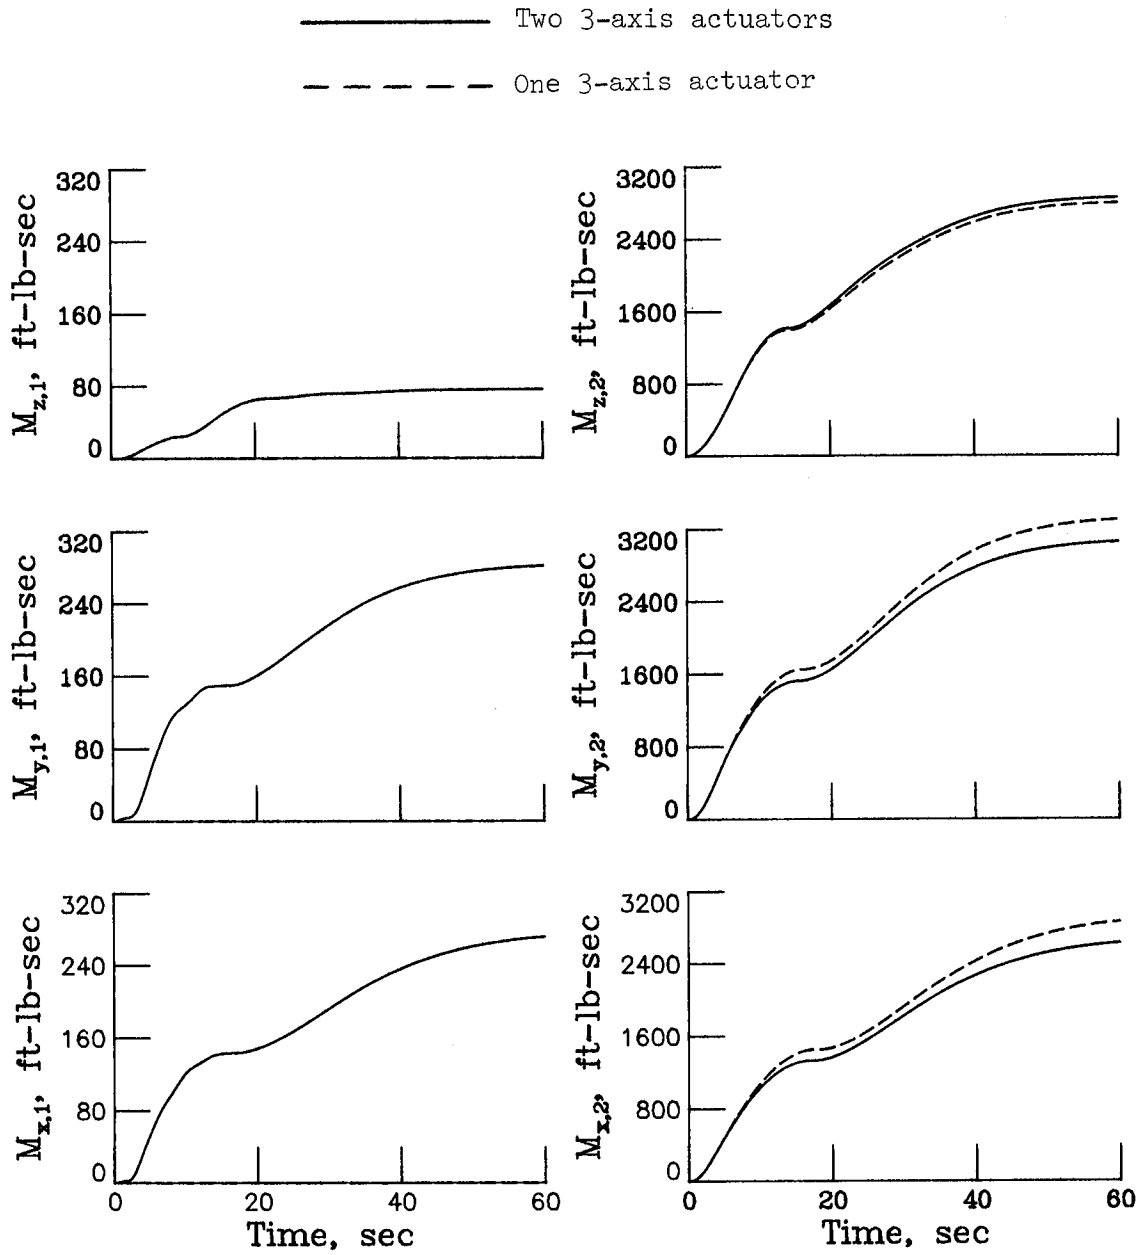 Two 3-axis actuators
One 3-axis actuator
M_z,1, ft-lb-sec
320
240
160
80
0
M_z,2, ft-lb-sec
3200
2400
1600
800
0
M_y,1, ft-lb-sec
320
240
160
80
0
M_y,2, ft-lb-sec
3200
2400
1600
800
0
M_x,1, ft-lb-sec
320
240
160
80
0
0 20 40 60
Time, sec
M_x,2, ft-lb-sec
3200
2400
1600
800
0
0 20 40 60
Time, sec